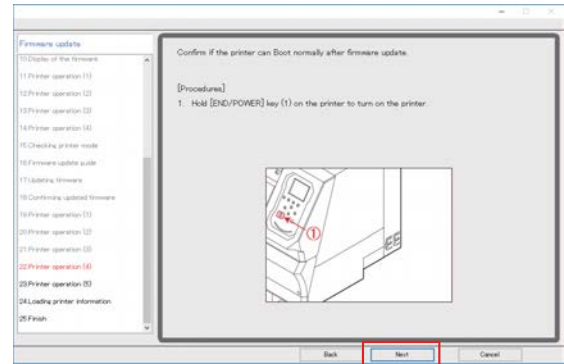 Firmware update
10 Display of the firmware
11 Printer operation (1)
12 Printer operation (2)
13 Printer operation (3)
14 Printer operation (4)
15 Checking printer mode
16 Firmware update guide
17 Updating firmware
18 Confirming updated firmware
19 Printer operation (1)
20 Printer operation (2)
21 Printer operation (3)
22 Printer operation (4)
23 Printer operation (5)
24 Loading printer information
25 Finish
Confirm if the printer can Boot normally after firmware update.
[Procedures]
1. Hold [END/POWER] key (1) on the printer to turn on the printer.
1
Back
Next
Cancel